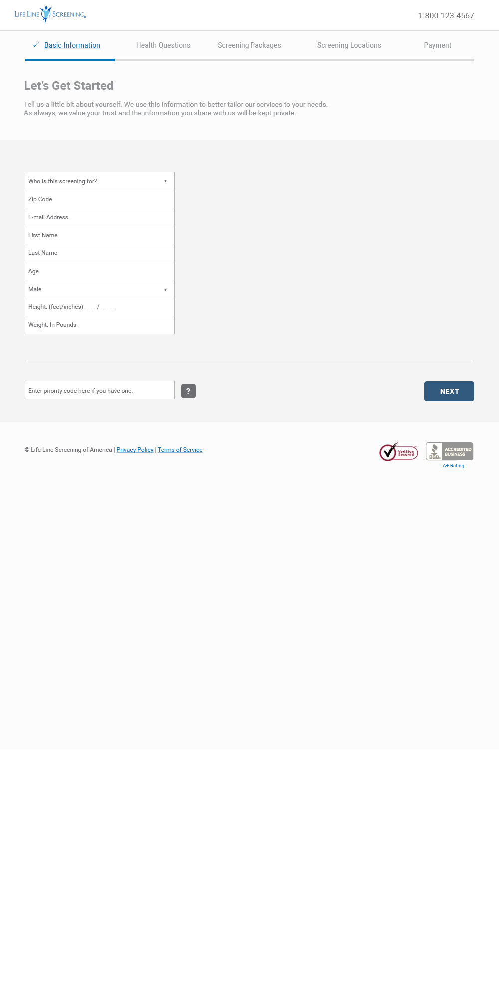 LIFE LINE SCREENING®
1-800-123-4567
✓ Basic Information
Health Questions
Screening Packages
Screening Locations
Payment
Let's Get Started
Tell us a little bit about yourself. We use this information to better tailor our services to your needs.
As always, we value your trust and the information you share with us will be kept private.
Who is this screening for? ▾
Zip Code
E-mail Address
First Name
Last Name
Age
Male ▾
Height: (feet/inches) ____ / _____
Weight: In Pounds
Enter priority code here if you have one.
?
NEXT
© Life Line Screening of America | Privacy Policy | Terms of Service
VeriSign™
Secured
BBB.
ACCREDITED
BUSINESS
A+ Rating